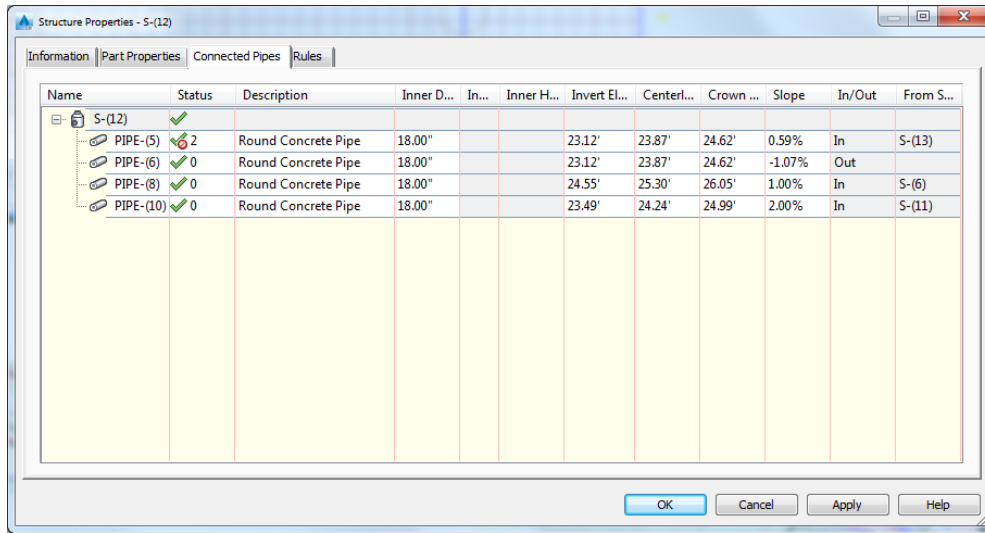 Structure Properties - S-(12)
Information Part Properties Connected Pipes Rules
Name Status Description Inner D... In... Inner H... Invert El... Centerl... Crown ... Slope In/Out From S...
S-(12)
PIPE-(5) 2 Round Concrete Pipe 18.00" 23.12' 23.87' 24.62' 0.59% In S-(13)
PIPE-(6) 0 Round Concrete Pipe 18.00" 23.12' 23.87' 24.62' -1.07% Out
PIPE-(8) 0 Round Concrete Pipe 18.00" 24.55' 25.30' 26.05' 1.00% In S-(6)
PIPE-(10) 0 Round Concrete Pipe 18.00" 23.49' 24.24' 24.99' 2.00% In S-(11)
OK Cancel Apply Help